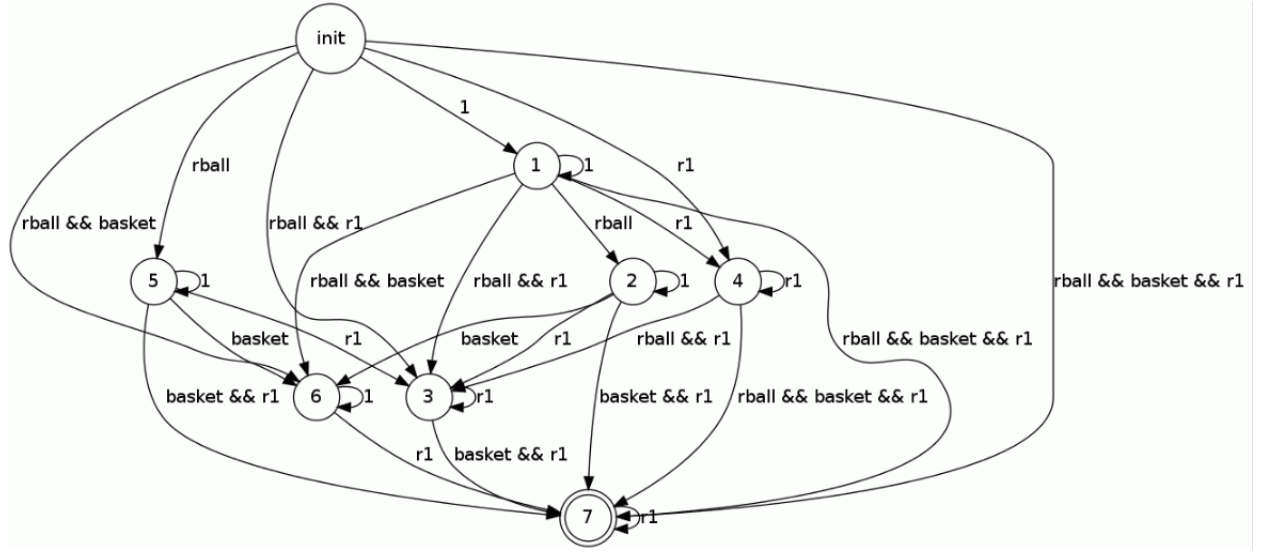 init
1
rball
r1
1
1
rball && basket
rball && r1
rball
r1
5
1
rball && basket
rball && r1
2
1
4
r1
rball && basket && r1
basket
r1
basket
r1
rball && r1
rball && basket && r1
basket && r1
6
1
3
r1
basket && r1
rball && basket && r1
r1
basket && r1
7
r1